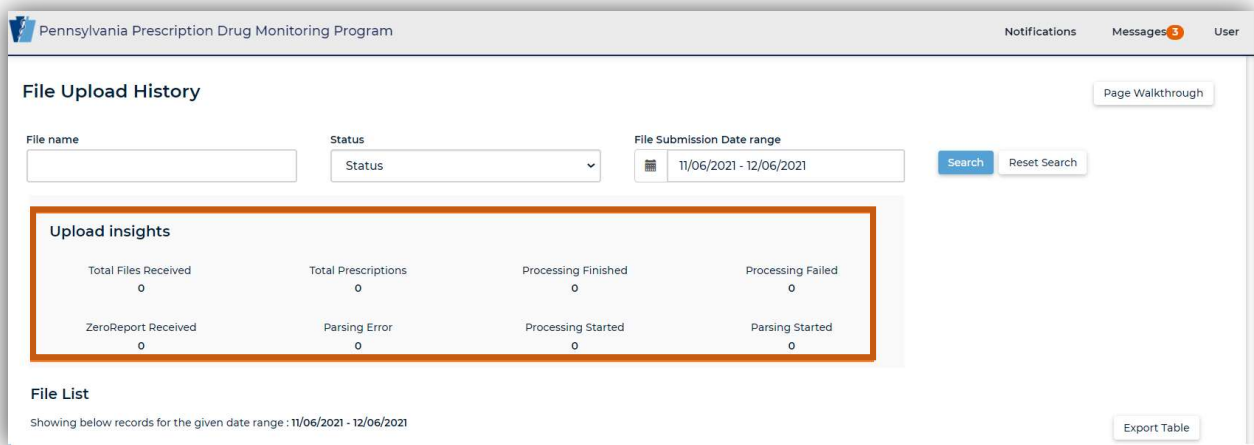 Pennsylvania Prescription Drug Monitoring Program Notifications Messages 3 User
File Upload History
Page Walkthrough
File name Status File Submission Date range
Status 11/06/2021 - 12/06/2021 Search Reset Search
Upload insights
Total Files Received Total Prescriptions Processing Finished Processing Failed
0 0 0 0
ZeroReport Received Parsing Error Processing Started Parsing Started
0 0 0 0
File List
Showing below records for the given date range : 11/06/2021 - 12/06/2021
Export Table